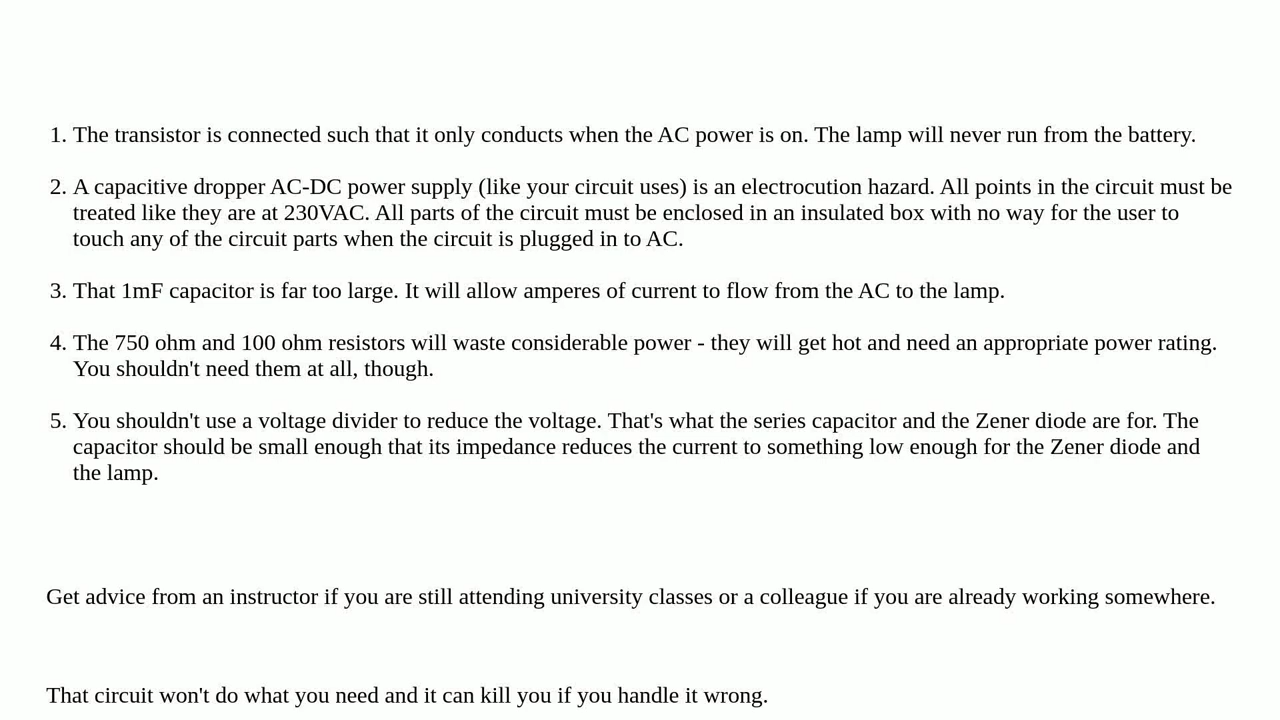 1. The transistor is connected such that it only conducts when the AC power is on. The lamp will never run from the battery.
2. A capacitive dropper AC-DC power supply (like your circuit uses) is an electrocution hazard. All points in the circuit must be
treated like they are at 230VAC. All parts of the circuit must be enclosed in an insulated box with no way for the user to
touch any of the circuit parts when the circuit is plugged in to AC.
3. That 1mF capacitor is far too large. It will allow amperes of current to flow from the AC to the lamp.
4. The 750 ohm and 100 ohm resistors will waste considerable power - they will get hot and need an appropriate power rating.
You shouldn't need them at all, though.
5. You shouldn't use a voltage divider to reduce the voltage. That's what the series capacitor and the Zener diode are for. The
capacitor should be small enough that its impedance reduces the current to something low enough for the Zener diode and
the lamp.
Get advice from an instructor if you are still attending university classes or a colleague if you are already working somewhere.
That circuit won't do what you need and it can kill you if you handle it wrong.